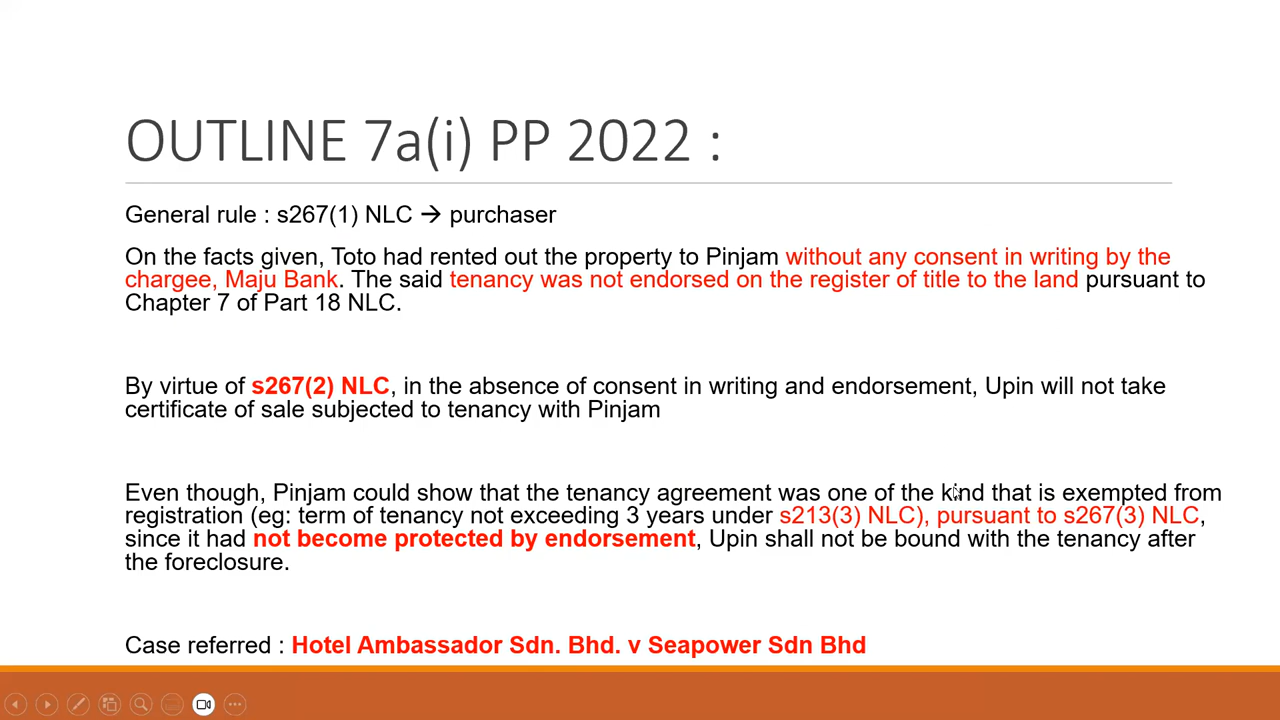 OUTLINE 7a(i) PP 2022 :
General rule : s267(1) NLC → purchaser
On the facts given, Toto had rented out the property to Pinjam without any consent in writing by the
chargee, Maju Bank. The said tenancy was not endorsed on the register of title to the land pursuant to
Chapter 7 of Part 18 NLC.
By virtue of s267(2) NLC, in the absence of consent in writing and endorsement, Upin will not take
certificate of sale subjected to tenancy with Pinjam
Even though, Pinjam could show that the tenancy agreement was one of the kind that is exempted from
registration (eg: term of tenancy not exceeding 3 years under s213(3) NLC), pursuant to s267(3) NLC,
since it had not become protected by endorsement, Upin shall not be bound with the tenancy after
the foreclosure.
Case referred : Hotel Ambassador Sdn. Bhd. v Seapower Sdn Bhd